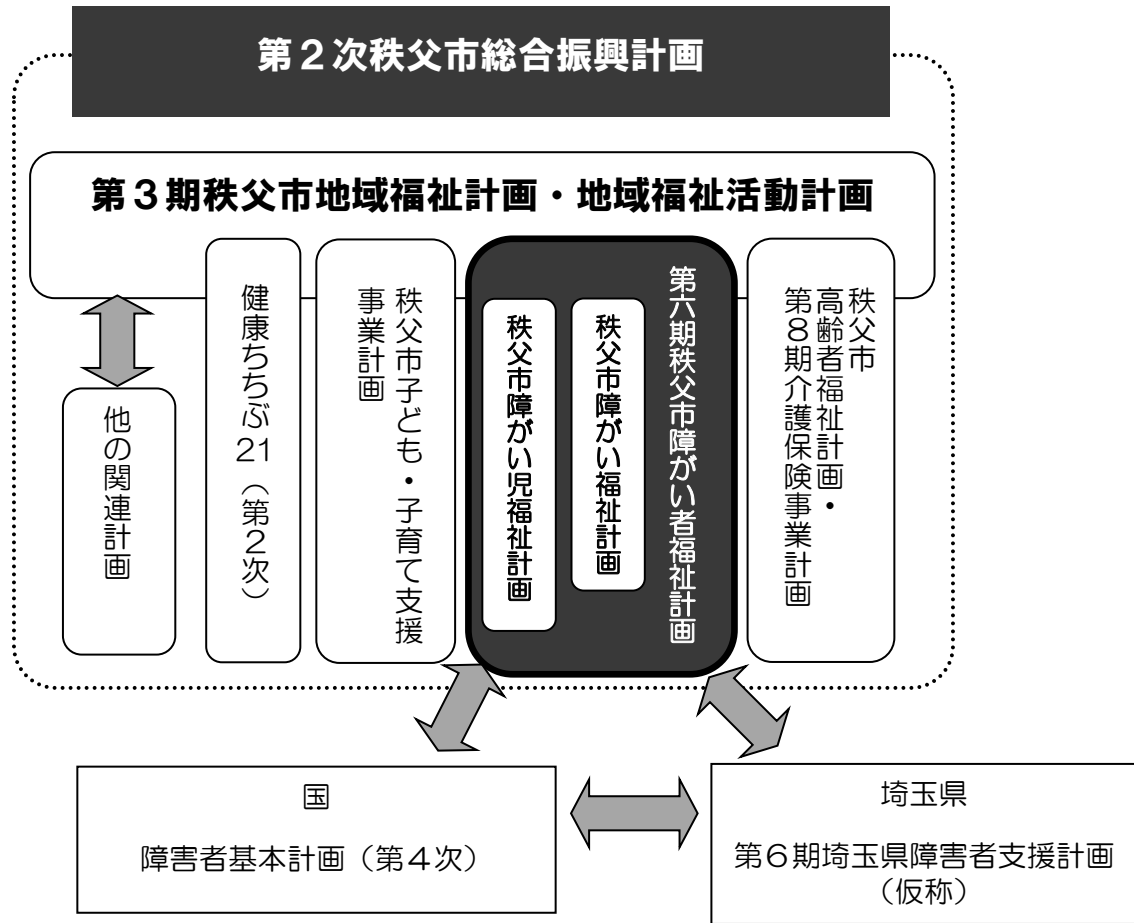 第２次秩父市総合振興計画
第３期秩父市地域福祉計画・地域福祉活動計画
他の関連計画
健康ちちぶ21（第２次）
秩父市子ども・子育て支援
事業計画
第六期秩父市障がい者福祉計画
秩父市障がい福祉計画
秩父市障がい児福祉計画
秩父市
高齢者福祉計画・
第８期介護保険事業計画
国
障害者基本計画（第４次）
埼玉県
第６期埼玉県障害者支援計画
（仮称）